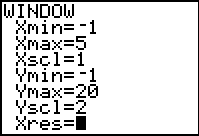 WINDOW
Xmin=-1
Xmax=5
Xscl=1
Ymin=-1
Ymax=20
Yscl=2
Xres=